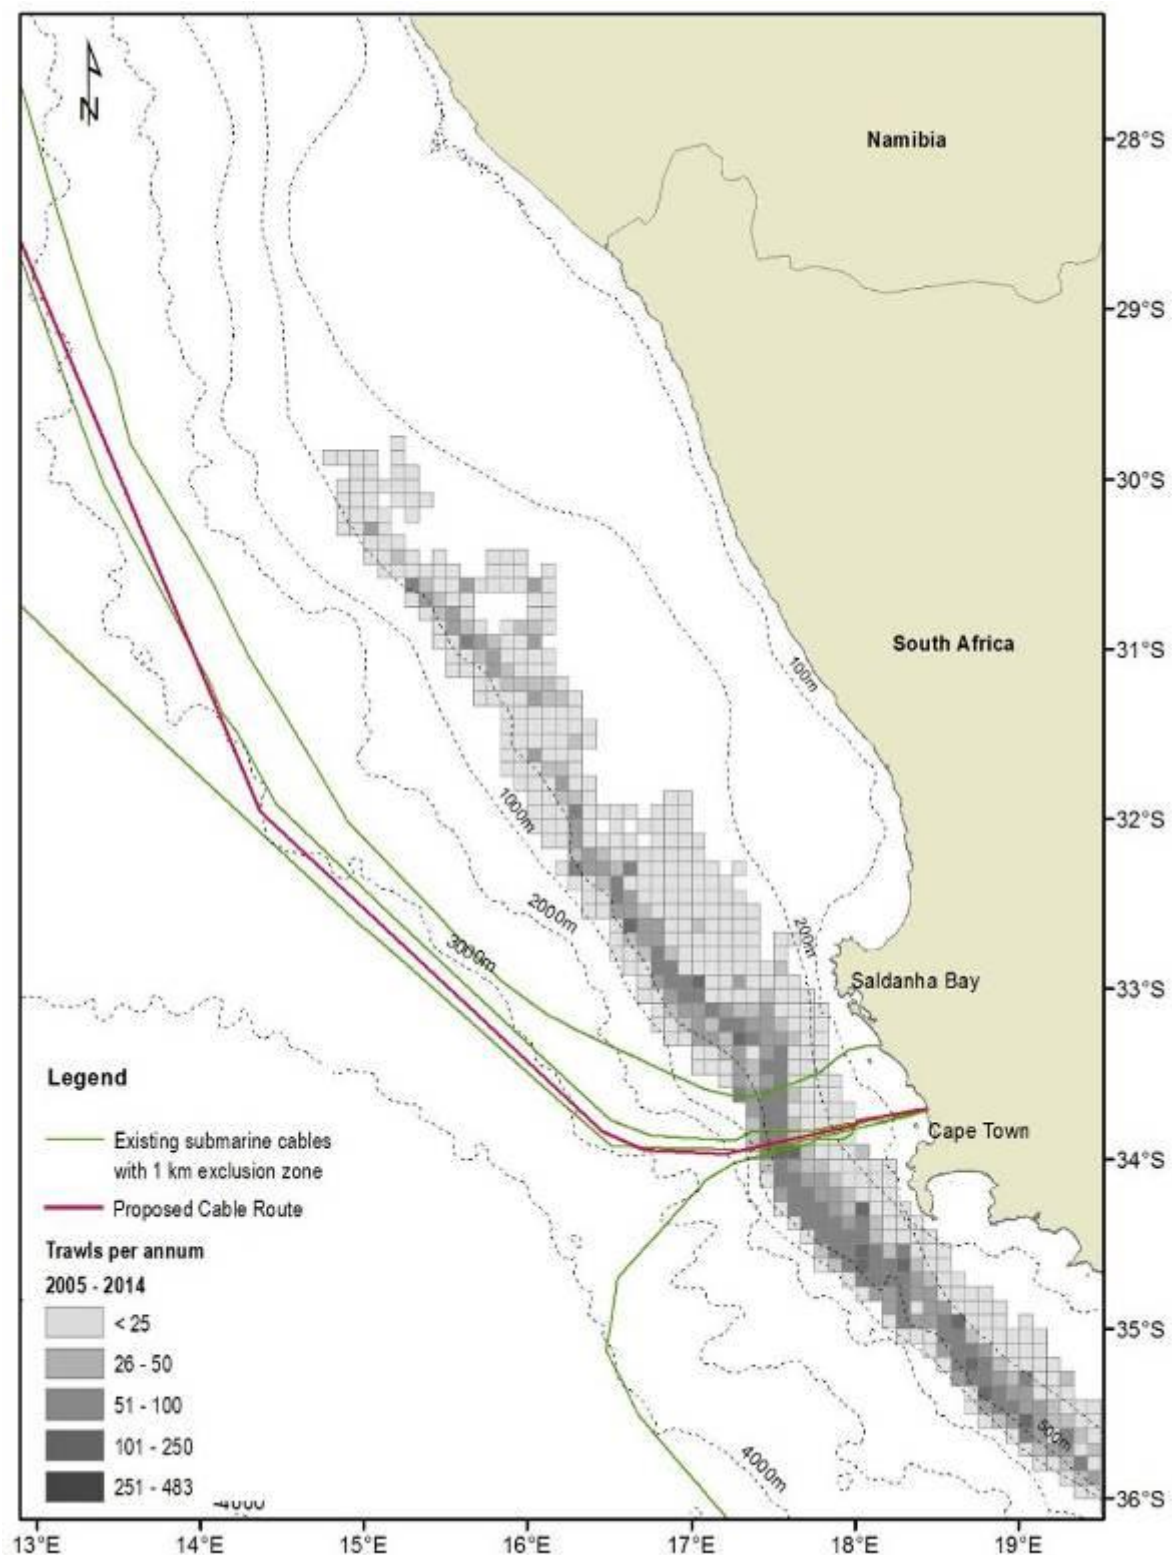 N
Namibia
28°S
29°S
30°S
South Africa
31°S
100m
1000m
32°S
2000m
3000m
200m
Saldanha Bay
33°S
Legend
Existing submarine cables
with 1 km exclusion zone
Cape Town
34°S
Proposed Cable Route
Trawls per annum
2005 - 2014
< 25
35°S
26 - 50
51 - 100
500m
101 - 250
4000m
251 - 483
-4000
36°S
13°E 14°E 15°E 16°E 17°E 18°E 19°E